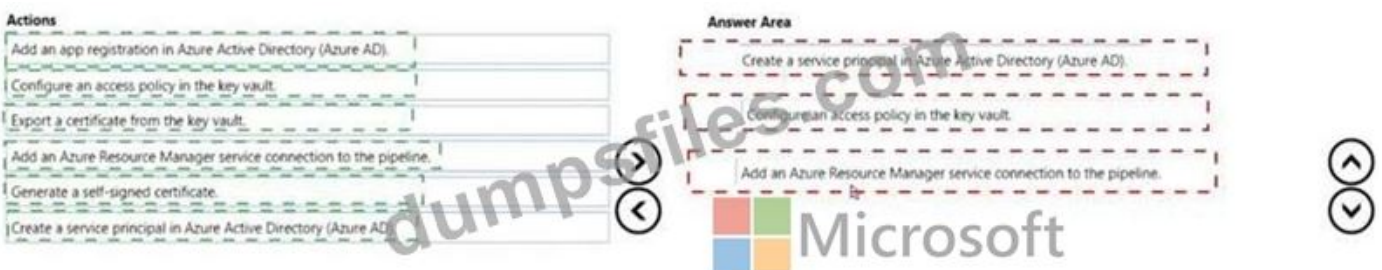 Actions
Add an app registration in Azure Active Directory (Azure AD).
Configure an access policy in the key vault.
Export a certificate from the key vault.
Add an Azure Resource Manager service connection to the pipeline.
Generate a self-signed certificate.
Create a service principal in Azure Active Directory (Azure AD)
Answer Area
Create a service principal in Azure Active Directory (Azure AD).
Configure an access policy in the key vault.
Add an Azure Resource Manager service connection to the pipeline.
dumpsfiles.com
Microsoft